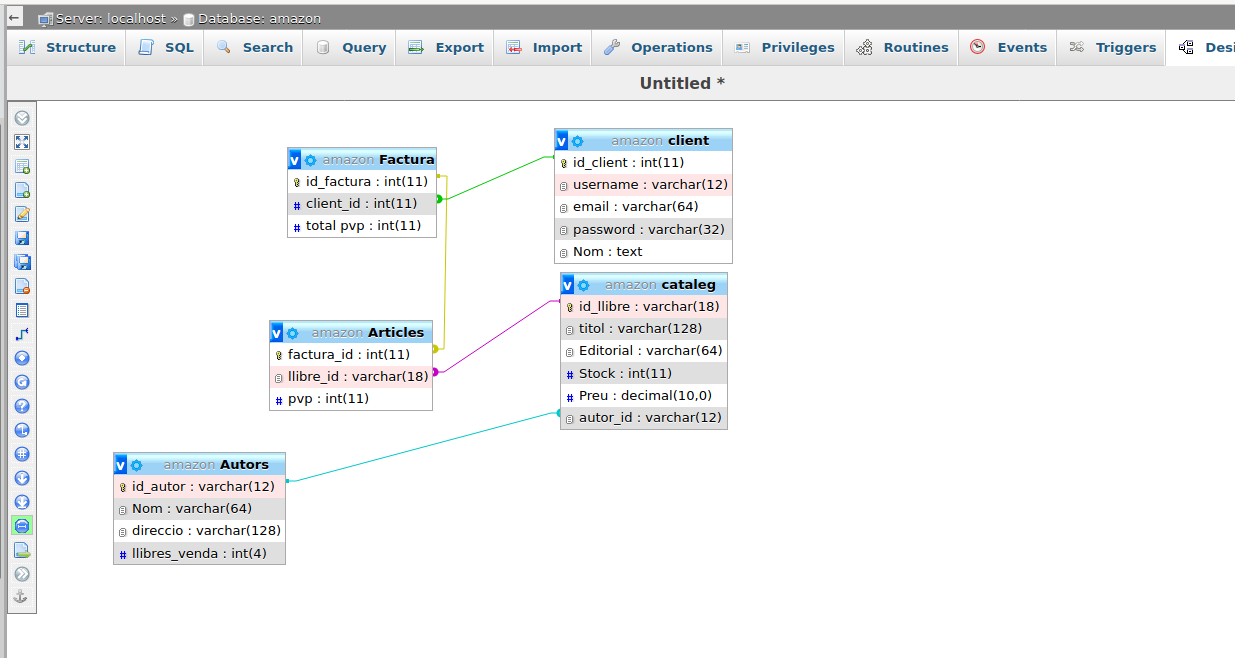 Server: localhost » Database: amazon
Structure SQL Search Query Export Import Operations Privileges Routines Events Triggers Desi
Untitled *
v amazon Factura
id_factura : int(11)
# client_id : int(11)
# total pvp : int(11)
v amazon client
id_client : int(11)
username : varchar(12)
email : varchar(64)
password : varchar(32)
Nom : text
v amazon cataleg
id_llibre : varchar(18)
titol : varchar(128)
Editorial : varchar(64)
# Stock : int(11)
# Preu : decimal(10,0)
autor_id : varchar(12)
v amazon Articles
factura_id : int(11)
llibre_id : varchar(18)
# pvp : int(11)
v amazon Autors
id_autor : varchar(12)
Nom : varchar(64)
direccio : varchar(128)
# llibres_venda : int(4)